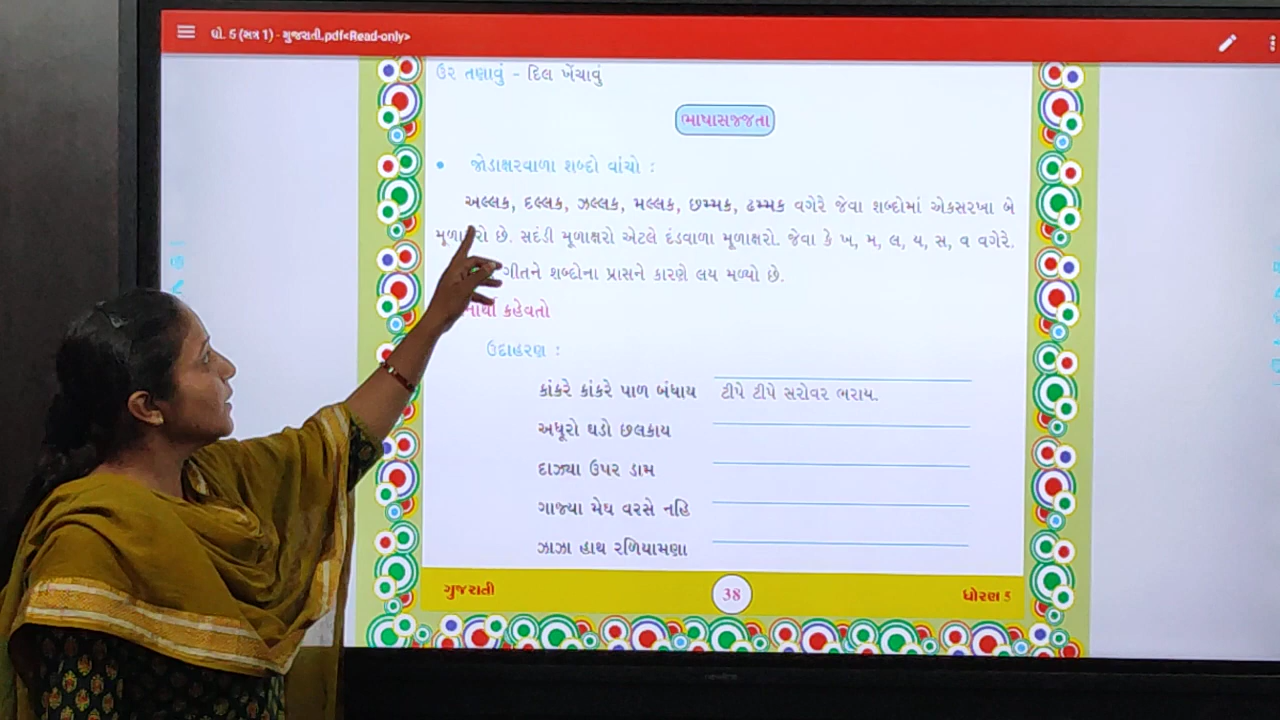 ધો. 5 (સત્ર 1) - ગુજરાતી.pdf<Read-only>
ઉર તણાવું - દિલ ખેંચાવું
ભાષાસજ્જતા
• જોડાક્ષરવાળા શબ્દો વાંચો :
અલ્લક, દલ્લક, ઝલ્લક, મલ્લક, છમ્મક, ઢમ્મક વગેરે જેવા શબ્દોમાં એકસરખા બે
છે. સદંડી મૂળાક્ષરો એટલે દંડવાળા મૂળાક્ષરો. જેવા કે ખ, મ, લ, ય, સ, વ વગેરે.
ગીતને શબ્દોના પ્રાસને કારણે લય મળ્યો છે.
કહેવતો
ઉદાહરણ :
કાંકરે કાંકરે પાળ બંધાય ટીપે ટીપે સરોવર ભરાય.
અધૂરો ઘડો છલકાય
દાઝ્યા ઉપર ડામ
ગાજ્યા મેઘ વરસે નહિ
ઝાઝા હાથ રળિયામણા
ગુજરાતી 38 ધોરણ 5